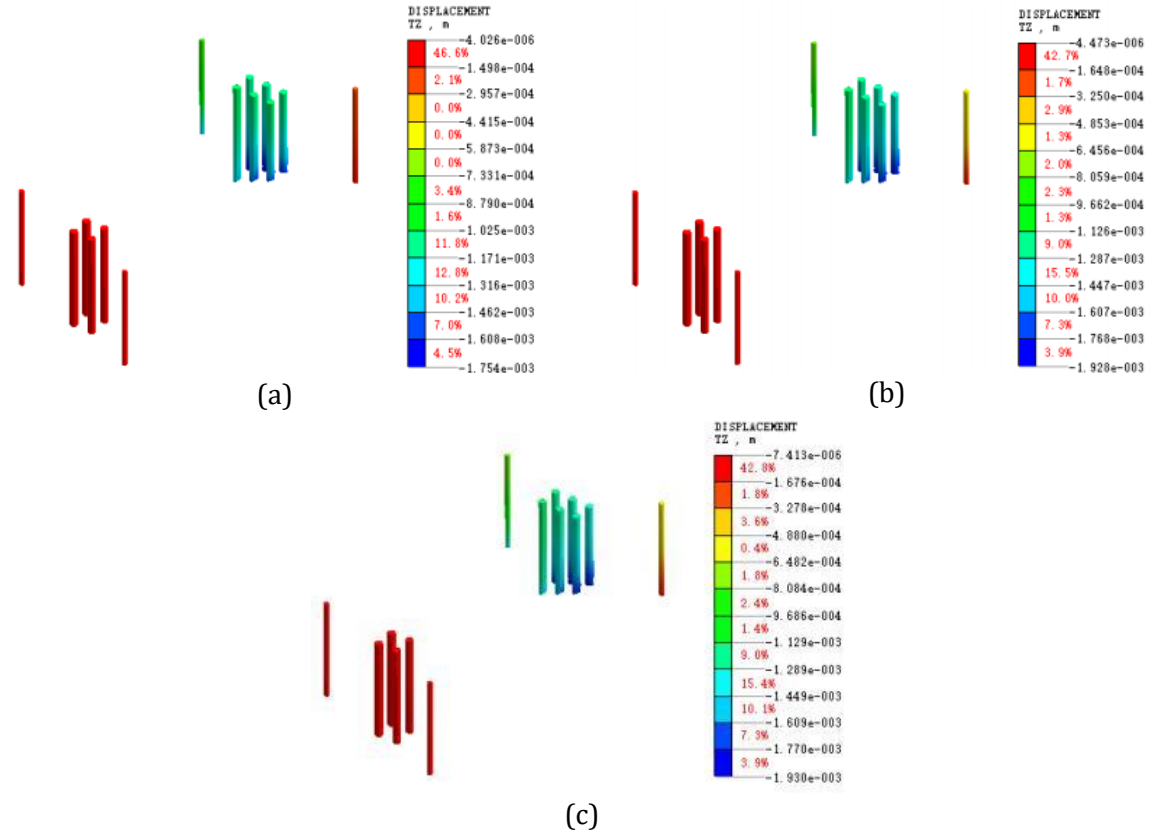 DISPLACEMENT
TZ , m
-4.026e-006
46.6%
-1.498e-004
2.1%
-2.957e-004
0.0%
-4.415e-004
0.0%
-5.873e-004
0.0%
-7.331e-004
3.4%
-8.790e-004
1.6%
-1.025e-003
11.8%
-1.171e-003
12.8%
-1.316e-003
10.2%
-1.462e-003
7.0%
-1.608e-003
4.5%
-1.754e-003
(a)
DISPLACEMENT
TZ , m
-4.473e-006
42.7%
-1.648e-004
1.7%
-3.250e-004
2.9%
-4.853e-004
1.3%
-6.456e-004
2.0%
-8.059e-004
2.3%
-9.662e-004
1.3%
-1.126e-003
9.0%
-1.287e-003
15.5%
-1.447e-003
10.0%
-1.607e-003
7.3%
-1.768e-003
3.9%
-1.928e-003
(b)
DISPLACEMENT
TZ , m
-7.413e-006
42.8%
-1.676e-004
1.8%
-3.278e-004
3.6%
-4.880e-004
0.4%
-6.482e-004
1.8%
-8.084e-004
2.4%
-9.686e-004
1.4%
-1.129e-003
9.0%
-1.289e-003
15.4%
-1.449e-003
10.1%
-1.609e-003
7.3%
-1.770e-003
3.9%
-1.930e-003
(c)